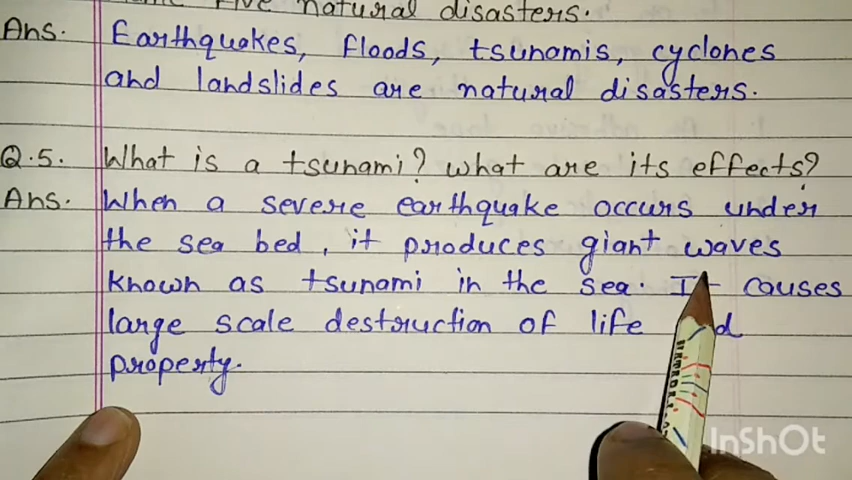 Five natural disasters.
Ans. Earthquakes, floods, tsunamis, cyclones
and landslides are natural disasters.
Q.5. What is a tsunami? what are its effects?
Ans. When a severe earthquake occurs under
the sea bed, it produces giant waves
known as tsunami in the sea. It causes
large scale destruction of life
property.
InShOt